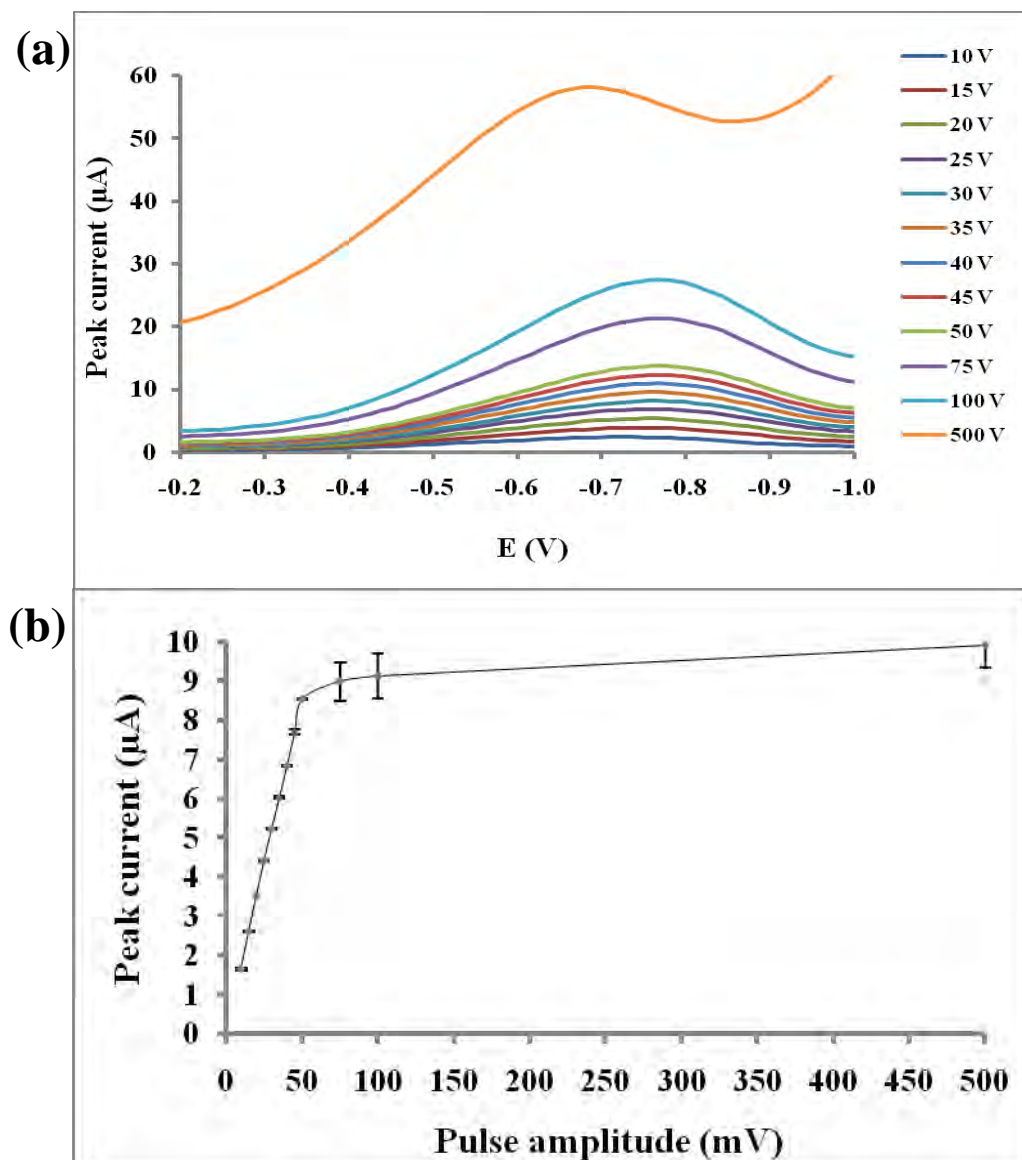 (a)
Peak current (µA)
60
50
40
30
20
10
0
-0.2 -0.3 -0.4 -0.5 -0.6 -0.7 -0.8 -0.9 -1.0
E (V)
10 V
15 V
20 V
25 V
30 V
35 V
40 V
45 V
50 V
75 V
100 V
500 V
(b)
Peak current (µA)
10
9
8
7
6
5
4
3
2
1
0
0 50 100 150 200 250 300 350 400 450 500
Pulse amplitude (mV)